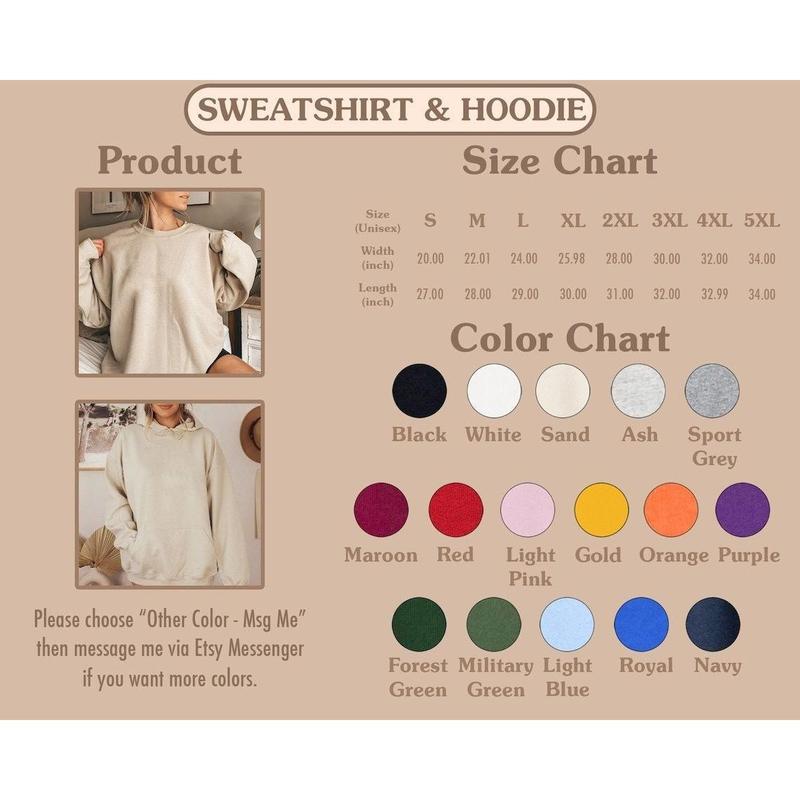 SWEATSHIRT & HOODIE
Product
Please choose “Other Color - Msg Me”
then message me via Etsy Messenger
if you want more colors.
Size Chart
Size (Unisex) S M L XL 2XL 3XL 4XL 5XL
Width (inch) 20.00 22.01 24.00 25.98 28.00 30.00 32.00 34.00
Length (inch) 27.00 28.00 29.00 30.00 31.00 32.00 32.99 34.00
Color Chart
Black White Sand Ash Sport Grey
Maroon Red Light Pink Gold Orange Purple
Forest Green Military Green Light Blue Royal Navy